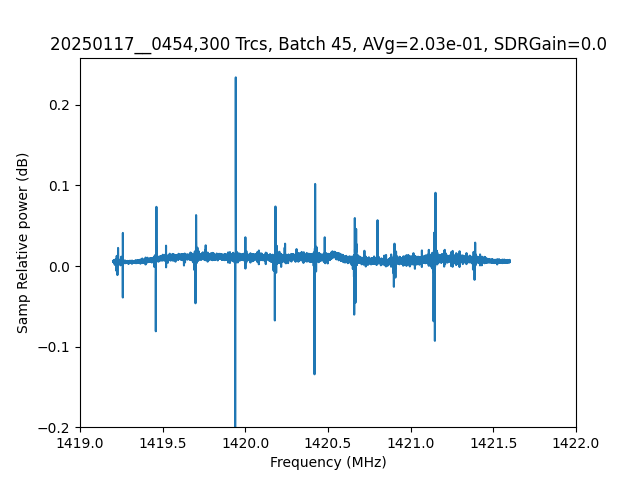 20250117__0454,300 Trcs, Batch 45, AVg=2.03e-01, SDRGain=0.0
Samp Relative power (dB)
0.2
0.1
0.0
−0.1
−0.2
1419.0 1419.5 1420.0 1420.5 1421.0 1421.5 1422.0
Frequency (MHz)